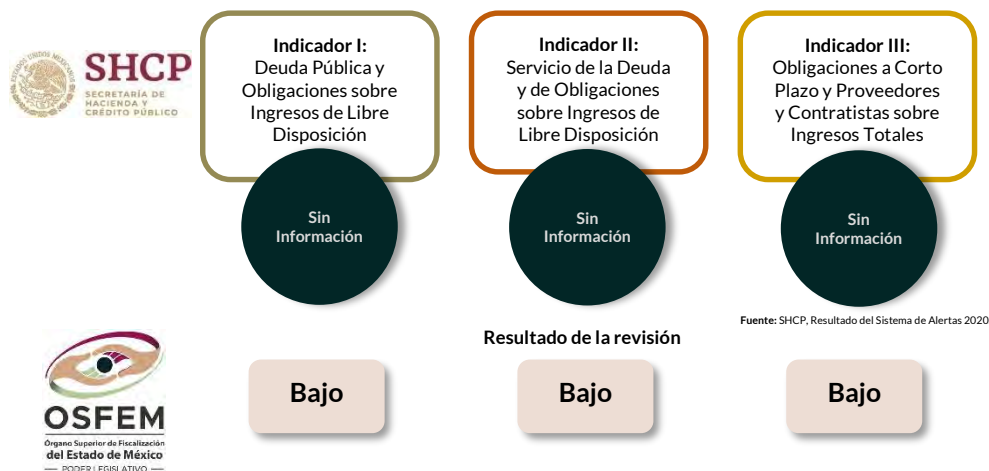 SHCP
SECRETARÍA DE
HACIENDA Y
CRÉDITO PÚBLICO
Indicador I:
Deuda Pública y
Obligaciones sobre
Ingresos de Libre
Disposición
Sin
Información
Indicador II:
Servicio de la Deuda
y de Obligaciones
sobre Ingresos de
Libre Disposición
Sin
Información
Indicador III:
Obligaciones a Corto
Plazo y Proveedores
y Contratistas sobre
Ingresos Totales
Sin
Información
Fuente: SHCP, Resultado del Sistema de Alertas 2020
Resultado de la revisión
OSFEM
Órgano Superior de Fiscalización
del Estado de México
PODER LEGISLATIVO
Bajo
Bajo
Bajo